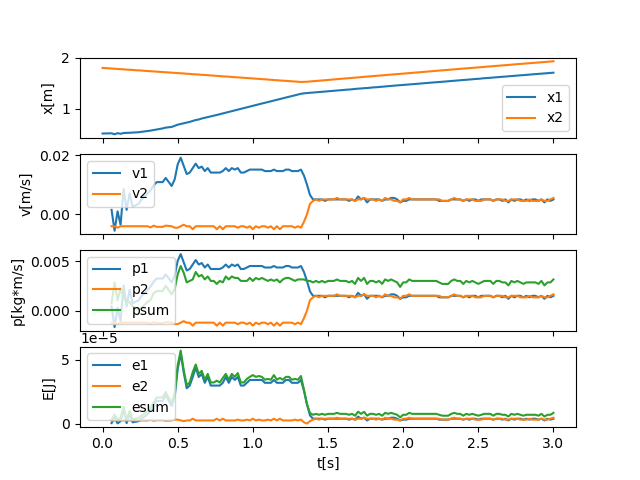 2
1
x[m]
x1
x2
0.02
0.00
v[m/s]
v1
v2
0.005
0.000
p[kg*m/s]
p1
p2
psum
1e−5
5
0
E[J]
e1
e2
esum
0.0 0.5 1.0 1.5 2.0 2.5 3.0
t[s]